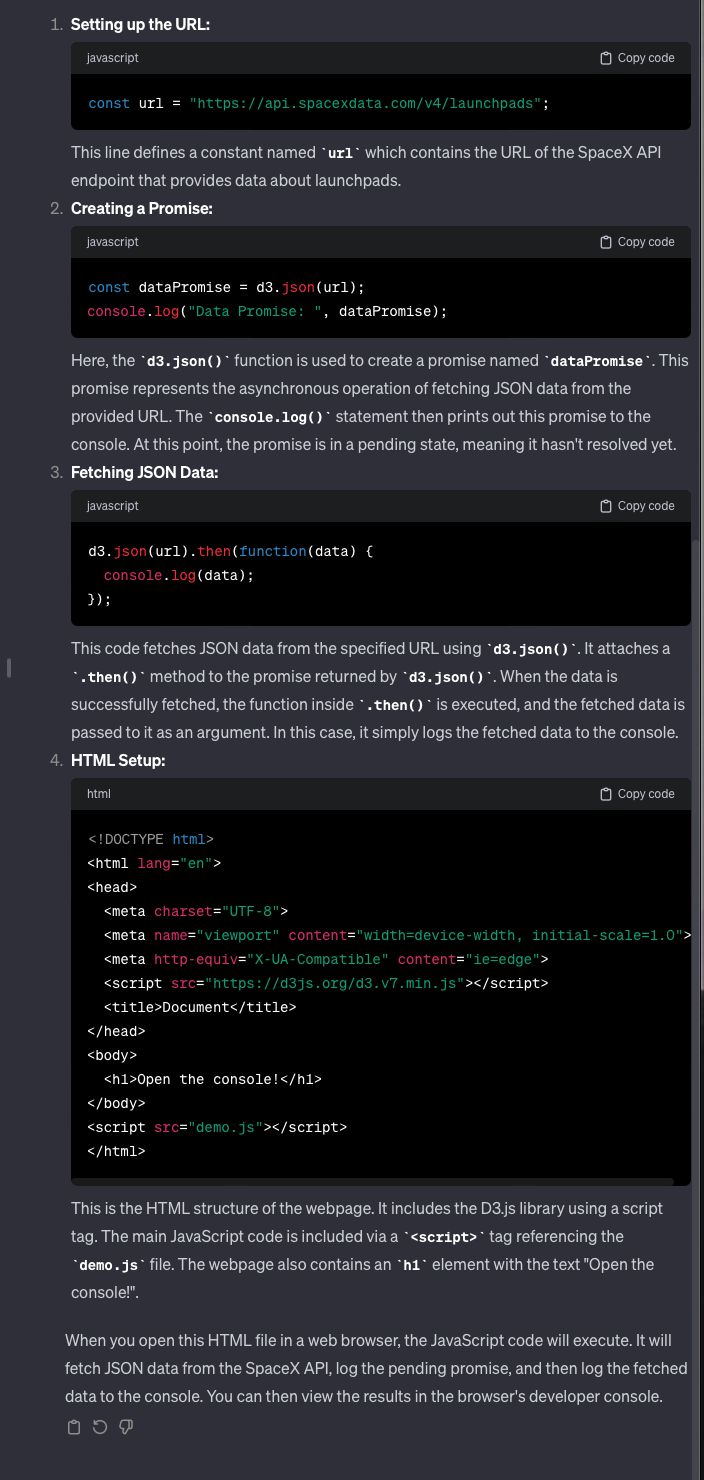 1. Setting up the URL:
javascript
Copy code
const url = "https://api.spacexdata.com/v4/launchpads";
This line defines a constant named `url` which contains the URL of the SpaceX API
endpoint that provides data about launchpads.
2. Creating a Promise:
javascript
Copy code
const dataPromise = d3.json(url);
console.log("Data Promise: ", dataPromise);
Here, the `d3.json()` function is used to create a promise named `dataPromise`. This
promise represents the asynchronous operation of fetching JSON data from the
provided URL. The `console.log()` statement then prints out this promise to the
console. At this point, the promise is in a pending state, meaning it hasn't resolved yet.
3. Fetching JSON Data:
javascript
Copy code
d3.json(url).then(function(data) {
  console.log(data);
});
This code fetches JSON data from the specified URL using `d3.json()`. It attaches a
`.then()` method to the promise returned by `d3.json()`. When the data is
successfully fetched, the function inside `.then()` is executed, and the fetched data is
passed to it as an argument. In this case, it simply logs the fetched data to the console.
4. HTML Setup:
html
Copy code
<!DOCTYPE html>
<html lang="en">
<head>
  <meta charset="UTF-8">
  <meta name="viewport" content="width=device-width, initial-scale=1.0">
  <meta http-equiv="X-UA-Compatible" content="ie=edge">
  <script src="https://d3js.org/d3.v7.min.js"></script>
  <title>Document</title>
</head>
<body>
  <h1>Open the console!</h1>
</body>
<script src="demo.js"></script>
</html>
This is the HTML structure of the webpage. It includes the D3.js library using a script
tag. The main JavaScript code is included via a `<script>` tag referencing the
`demo.js` file. The webpage also contains an `h1` element with the text "Open the
console!".
When you open this HTML file in a web browser, the JavaScript code will execute. It will
fetch JSON data from the SpaceX API, log the pending promise, and then log the fetched
data to the console. You can then view the results in the browser's developer console.